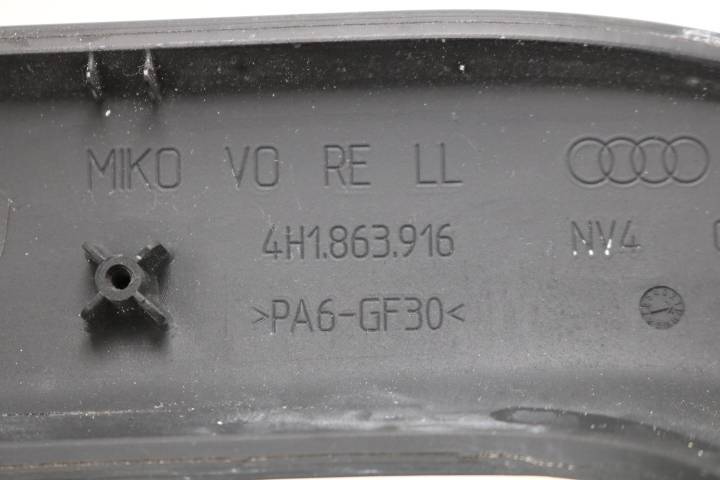 MIKO VO RE LL
4H1.863.916 NV4
>PA6-GF30<